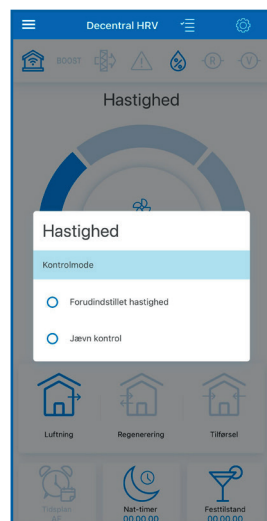 Decentral HRV
BOOST
R
V
Hastighed
Hastighed
Kontrolmode
Forudindstillet hastighed
Jævn kontrol
Luftning
Regenerering
Tilførsel
Nat-timer
00:00:00
Festtilstand
00:00:00